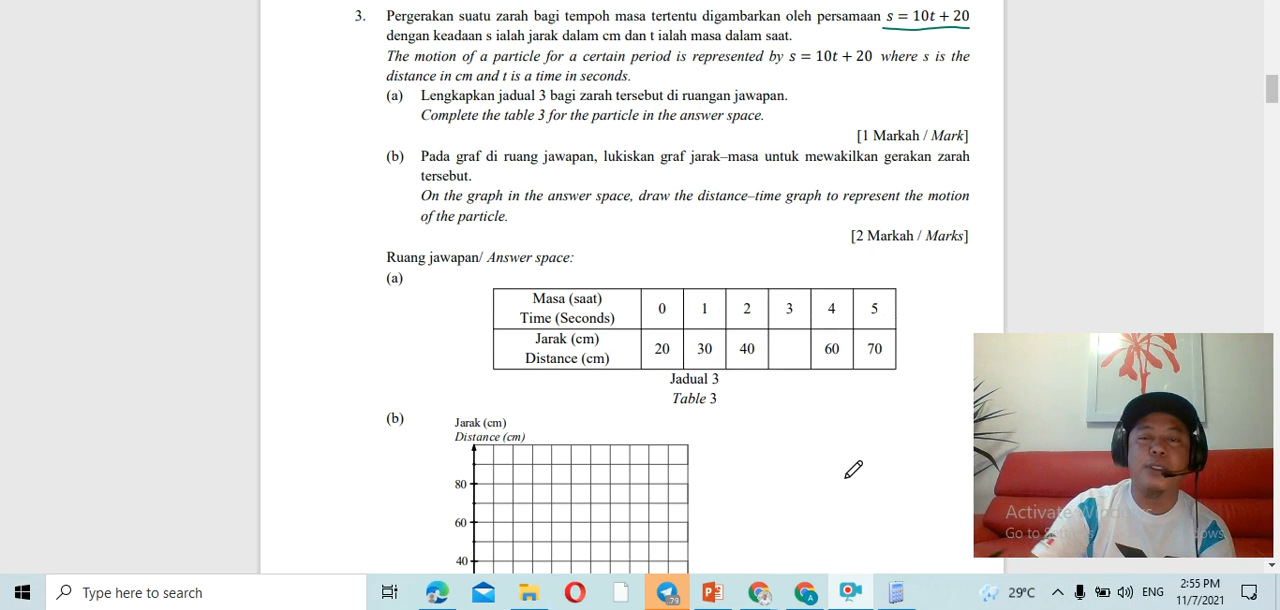 3. Pergerakan suatu zarah bagi tempoh masa tertentu digambarkan oleh persamaan s = 10t + 20
dengan keadaan s ialah jarak dalam cm dan t ialah masa dalam saat.
The motion of a particle for a certain period is represented by s = 10t + 20 where s is the
distance in cm and t is a time in seconds.
(a) Lengkapkan jadual 3 bagi zarah tersebut di ruangan jawapan.
Complete the table 3 for the particle in the answer space.
[1 Markah / Mark]
(b) Pada graf di ruang jawapan, lukiskan graf jarak–masa untuk mewakilkan gerakan zarah
tersebut.
On the graph in the answer space, draw the distance–time graph to represent the motion
of the particle.
[2 Markah / Marks]
Ruang jawapan/ Answer space:
(a)
Masa (saat)
Time (Seconds) 0 1 2 3 4 5
Jarak (cm)
Distance (cm) 20 30 40 60 70
Jadual 3
Table 3
(b) Jarak (cm)
Distance (cm)
80
60
40
Activate Windows
Go to
Type here to search
79
29°C
ENG
2:55 PM
11/7/2021